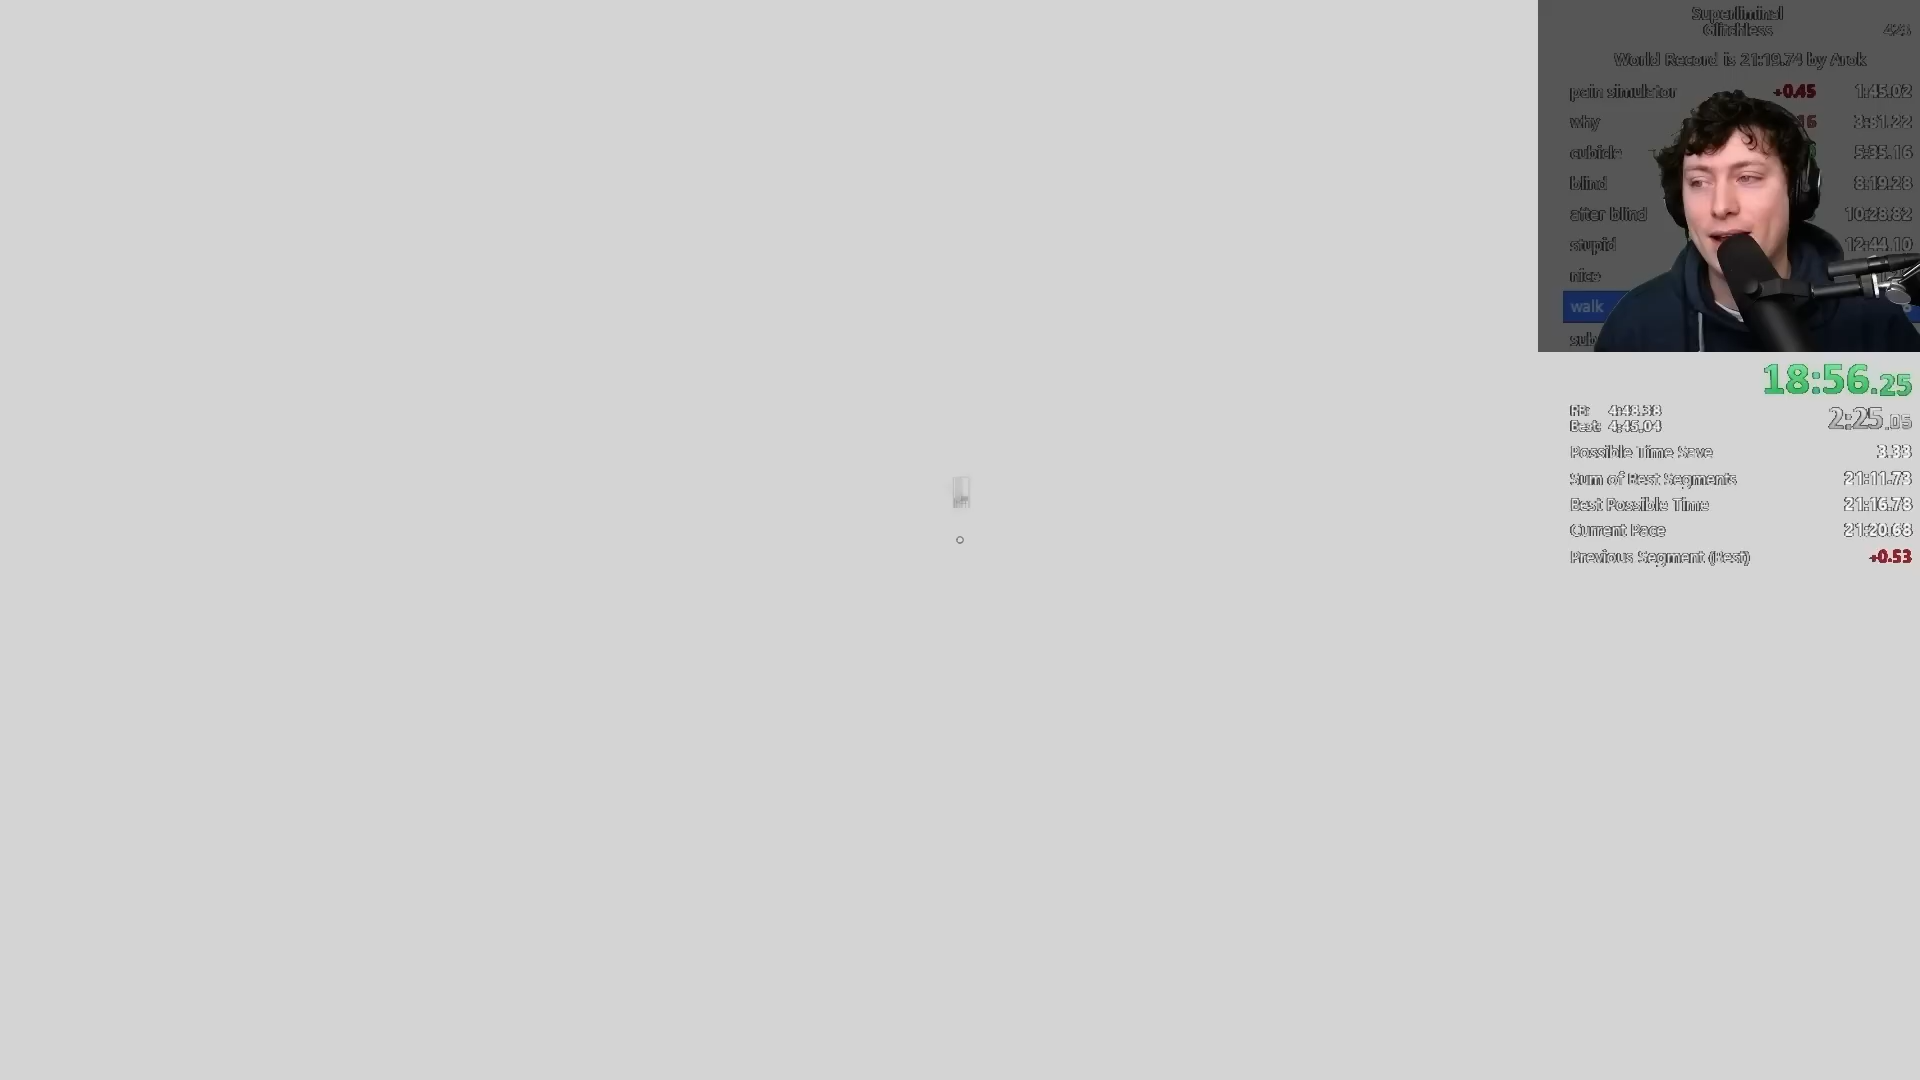 Superliminal
Glitchless
World Record is 21:19.74 by Arok
pain simulator +0.45 1:45.02
why 16 3:31.22
cubicle 5:35.16
blind 8:19.28
after blind 10:28.82
stupid 12:44.10
nice
walk
sub
18:56.25
PB: 4:48.38 2:25.05
Best: 4:45.04
Possible Time Save 3.33
Sum of Best Segments 21:11.73
Best Possible Time 21:16.78
Current Pace 21:20.68
Previous Segment (Best) +0.53